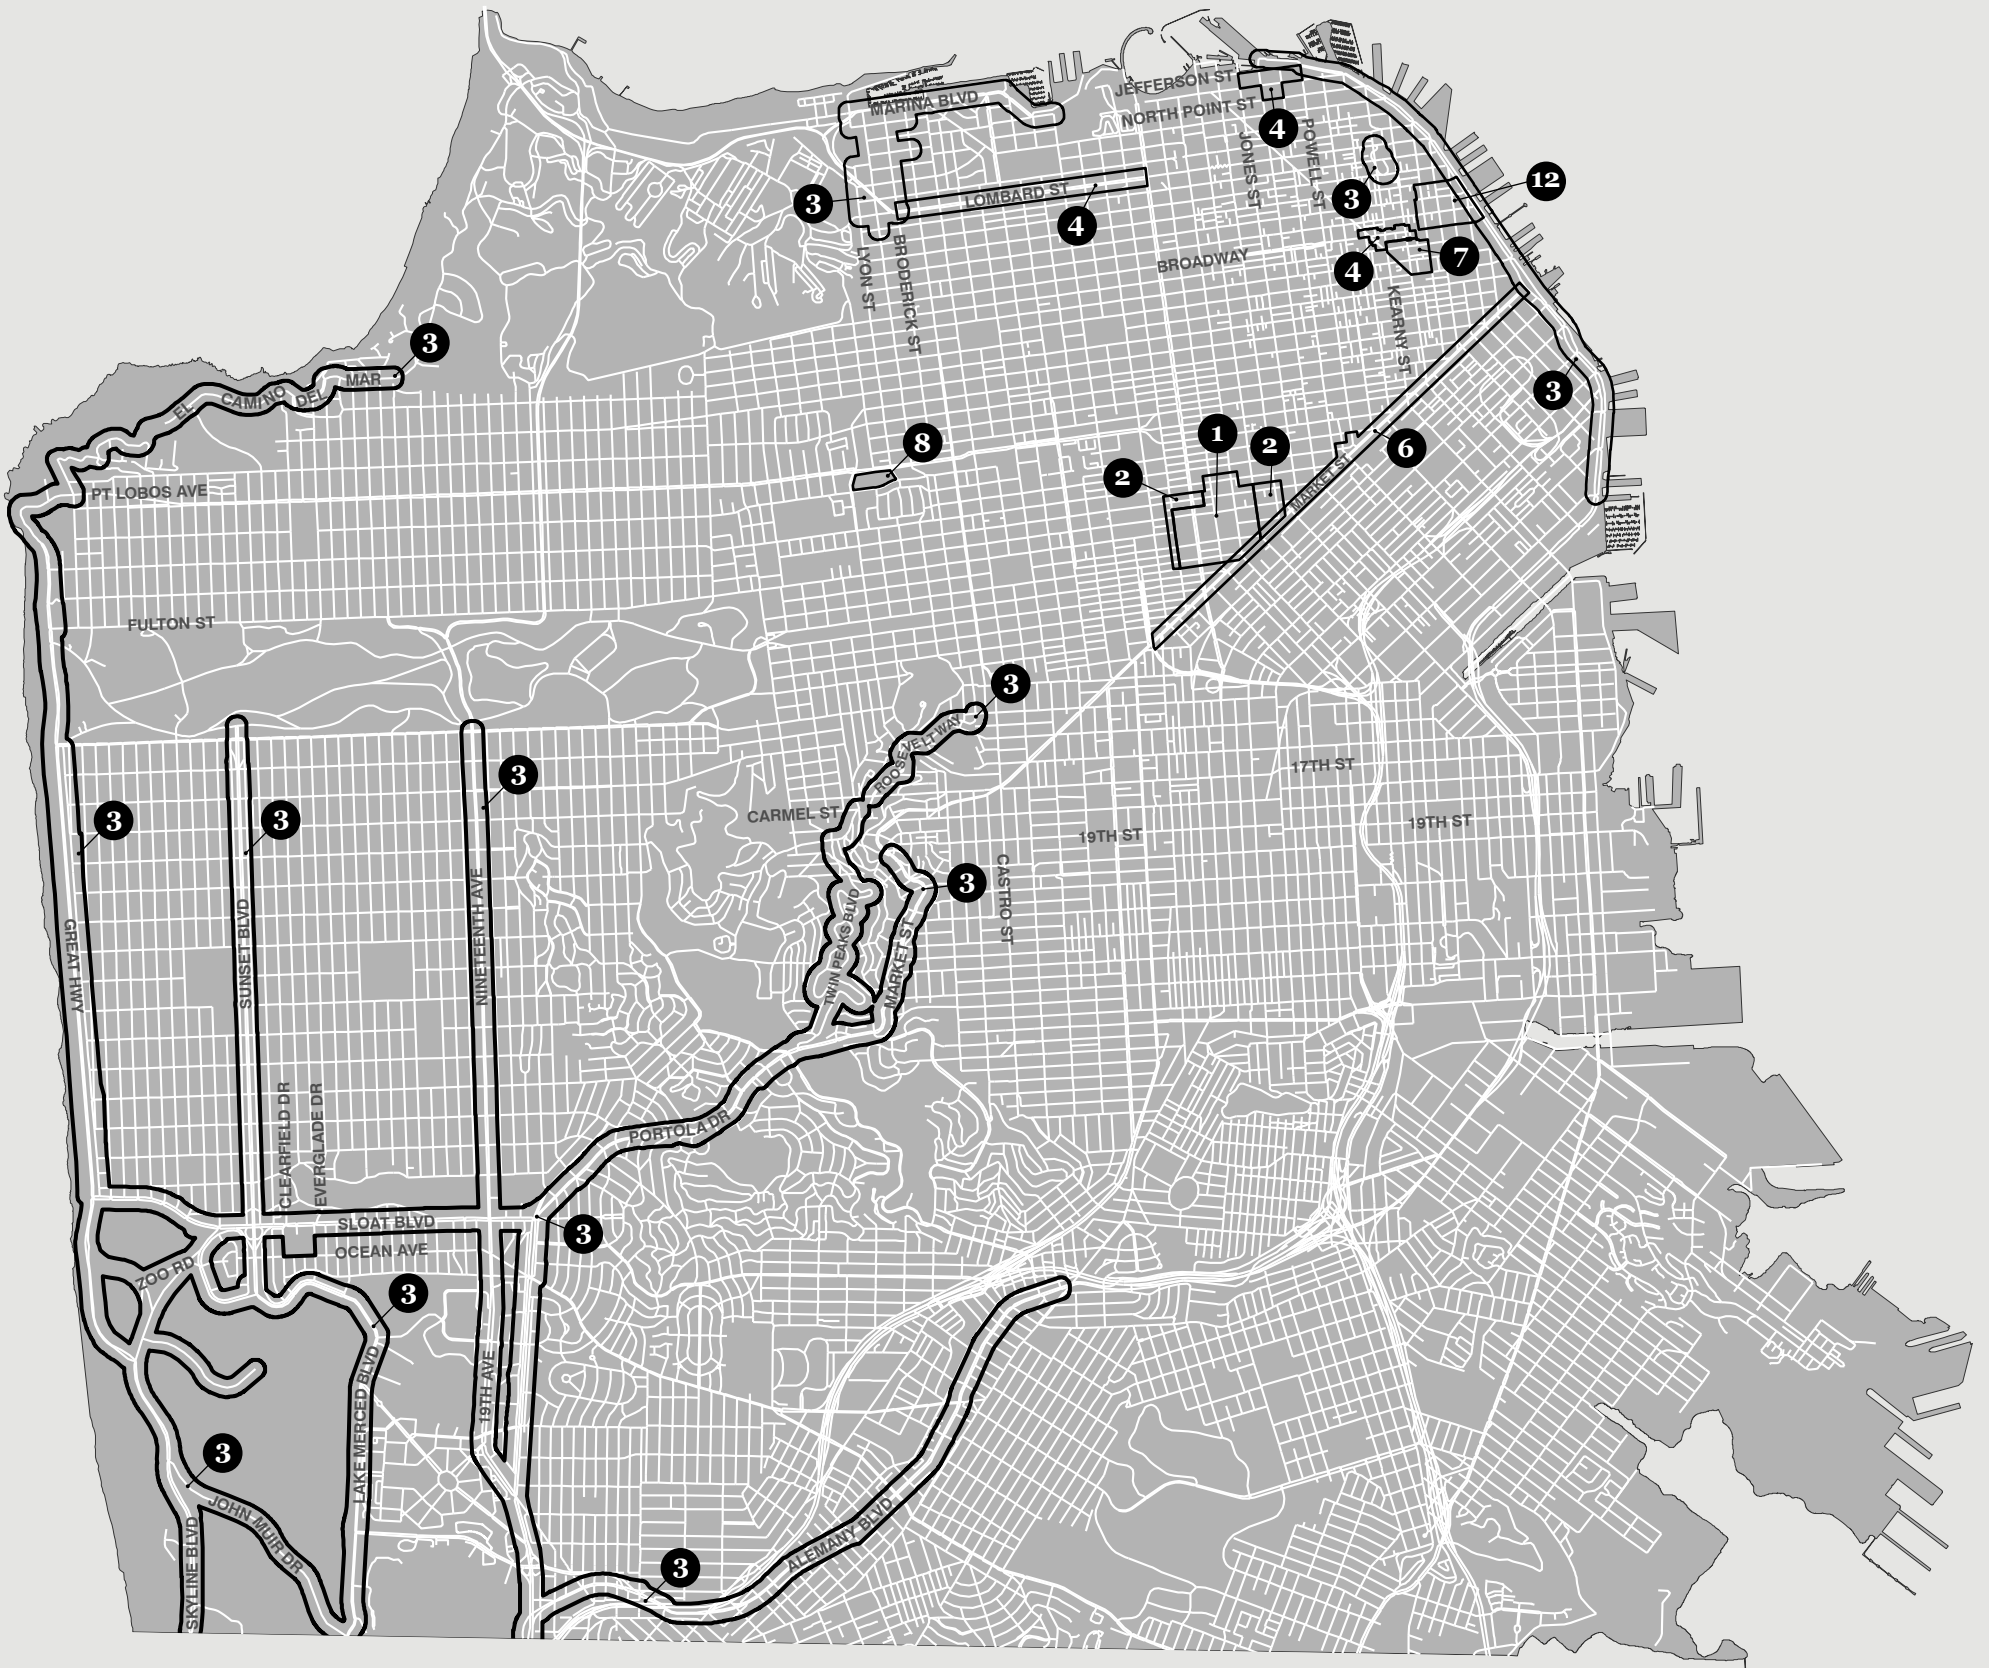 JEFFERSON ST
MARINA BLVD
NORTH POINT ST
4
JONES ST
POWELL ST
12
3
3
LOMBARD ST
4
BROADWAY
7
4
LYON ST
BRODERICK ST
KEARNY ST
3
EL CAMINO DEL MAR
3
1
2
8
6
2
MARKET ST
PT LOBOS AVE
FULTON ST
3
ROOSEVELT WAY
17TH ST
3
CARMEL ST
3
3
19TH ST
19TH ST
3
CASTRO ST
GREAT HWY
SUNSET BLVD
NINETEENTH AVE
TWIN PEAKS BLVD
MARKET ST
PORTOLA DR
CLEARFIELD DR
EVERGLADE DR
SLOAT BLVD
3
OCEAN AVE
ZOO RD
3
19TH AVE
LAKE MERCED BLVD
3
JOHN MUIR DR
SKYLINE BLVD
ALEMANY BLVD
3